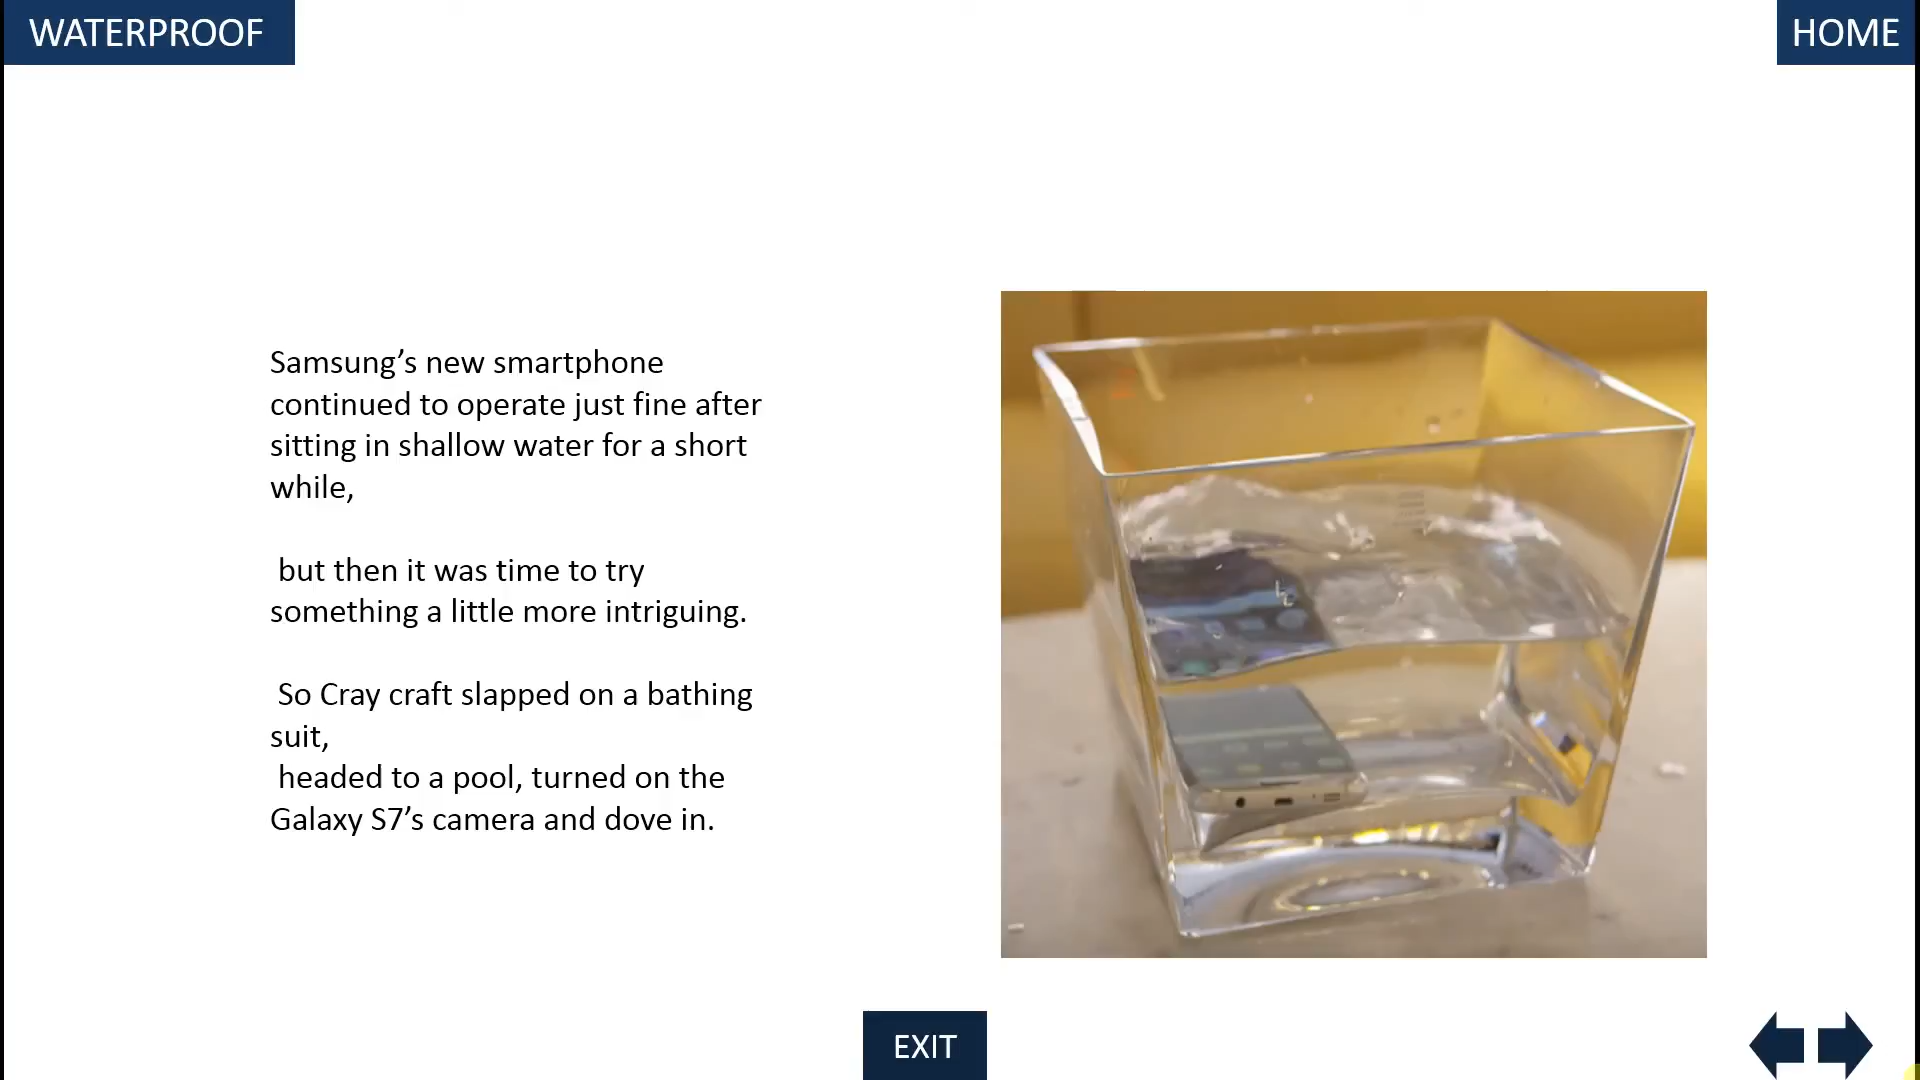 WATERPROOF
HOME
Samsung’s new smartphone
continued to operate just fine after
sitting in shallow water for a short
while,
but then it was time to try
something a little more intriguing.
So Cray craft slapped on a bathing
suit,
headed to a pool, turned on the
Galaxy S7’s camera and dove in.
EXIT